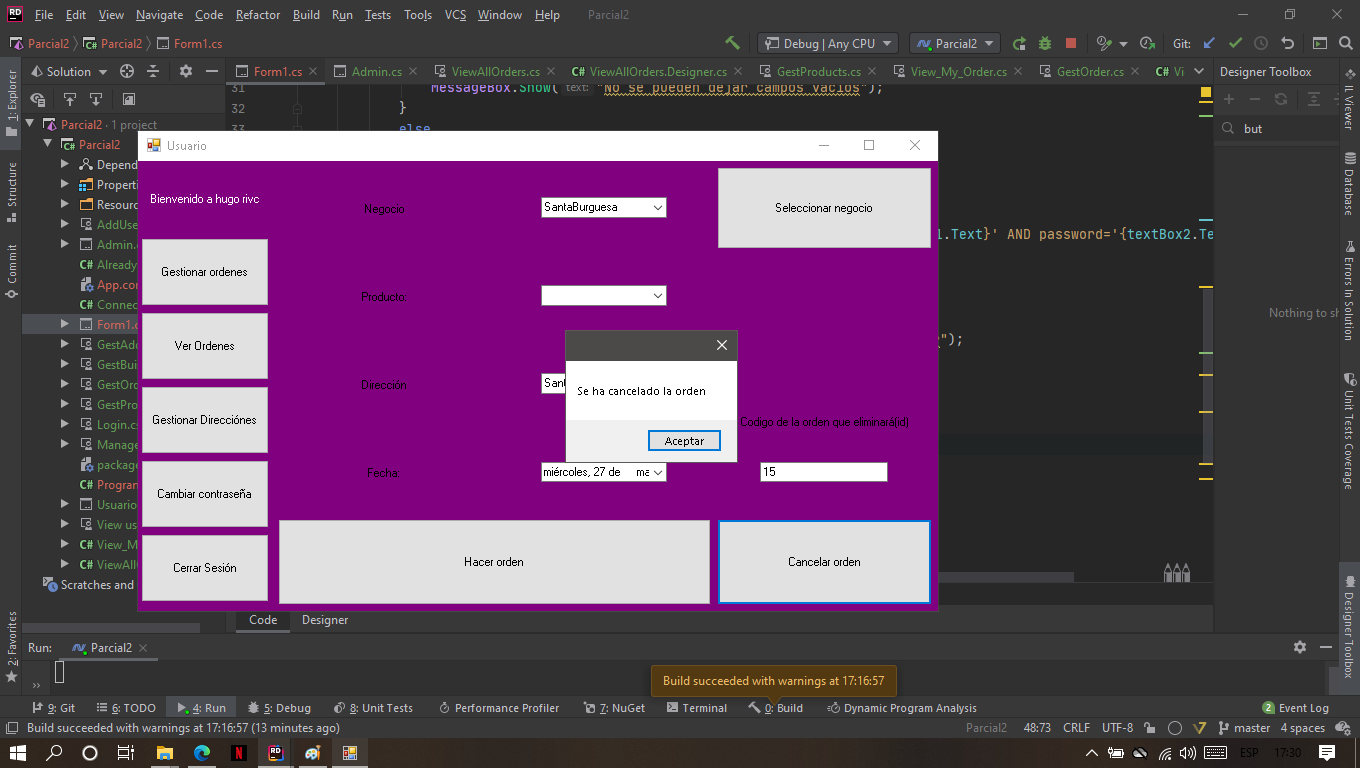 File Edit View Navigate Code Refactor Build Run Tests Tools VCS Window Help Parcial2
Parcial2 Parcial2 Form1.cs Debug | Any CPU Parcial2 Git:
Solution Form1.cs Admin.cs ViewAllOrders.cs ViewAllOrders.Designer.cs GestProducts.cs View_My_Order.cs GestOrder.cs Vi Designer Toolbox
31 MessageBox.Show( text: "No se pueden dejar campos vacios");
32 }
33 else
but
Parcial2 · 1 project
Parcial2
Depend
Properti
Resourc
AddUse
Admin.
Already
App.con
Connec
Form1.c
GestAdd
GestBui
GestOrd
GestPro
Login.cs
Manage
package
Program
Usuario
View us
View_M
ViewAllO
Scratches and
1: Explorer
Structure
Commit
2: Favorites
Usuario
Bienvenido a hugo rivc
Negocio
SantaBurguesa
Seleccionar negocio
Gestionar ordenes
Producto:
Ver Ordenes
Dirección
Sant
Gestionar Direcciónes
Codigo de la orden que eliminará(id)
Fecha:
miércoles, 27 de ma
15
Cambiar contraseña
Cerrar Sesión
Hacer orden
Cancelar orden
Se ha cancelado la orden
Aceptar
1.Text}' AND password='{textBox2.Te
");
Nothing to sh
IL Viewer
Database
Errors In Solution
Unit Tests Coverage
Designer Toolbox
Code Designer
Run: Parcial2
Build succeeded with warnings at 17:16:57
9: Git 6: TODO 4: Run 5: Debug 8: Unit Tests Performance Profiler 7: NuGet Terminal 0: Build Dynamic Program Analysis 2 Event Log
Build succeeded with warnings at 17:16:57 (13 minutes ago) Parcial2 48:73 CRLF UTF-8 master 4 spaces
ESP 17:30